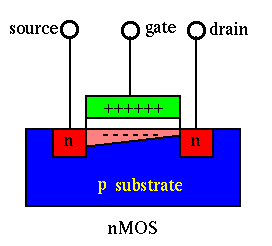 source gate drain
++++++
n - - - - - - n
p substrate
nMOS